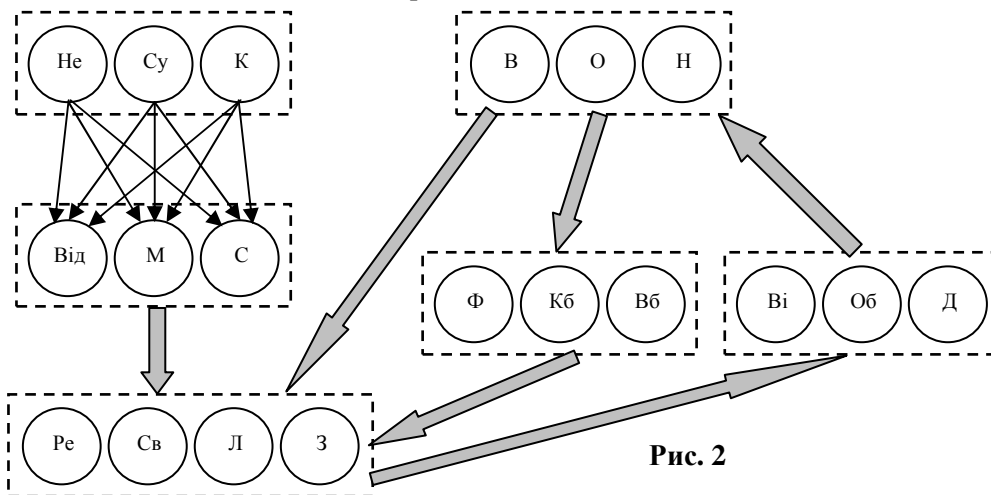 Не Су К В О Н
Від М С
Ф Кб Вб Ві Об Д
Ре Св Л З
Рис. 2